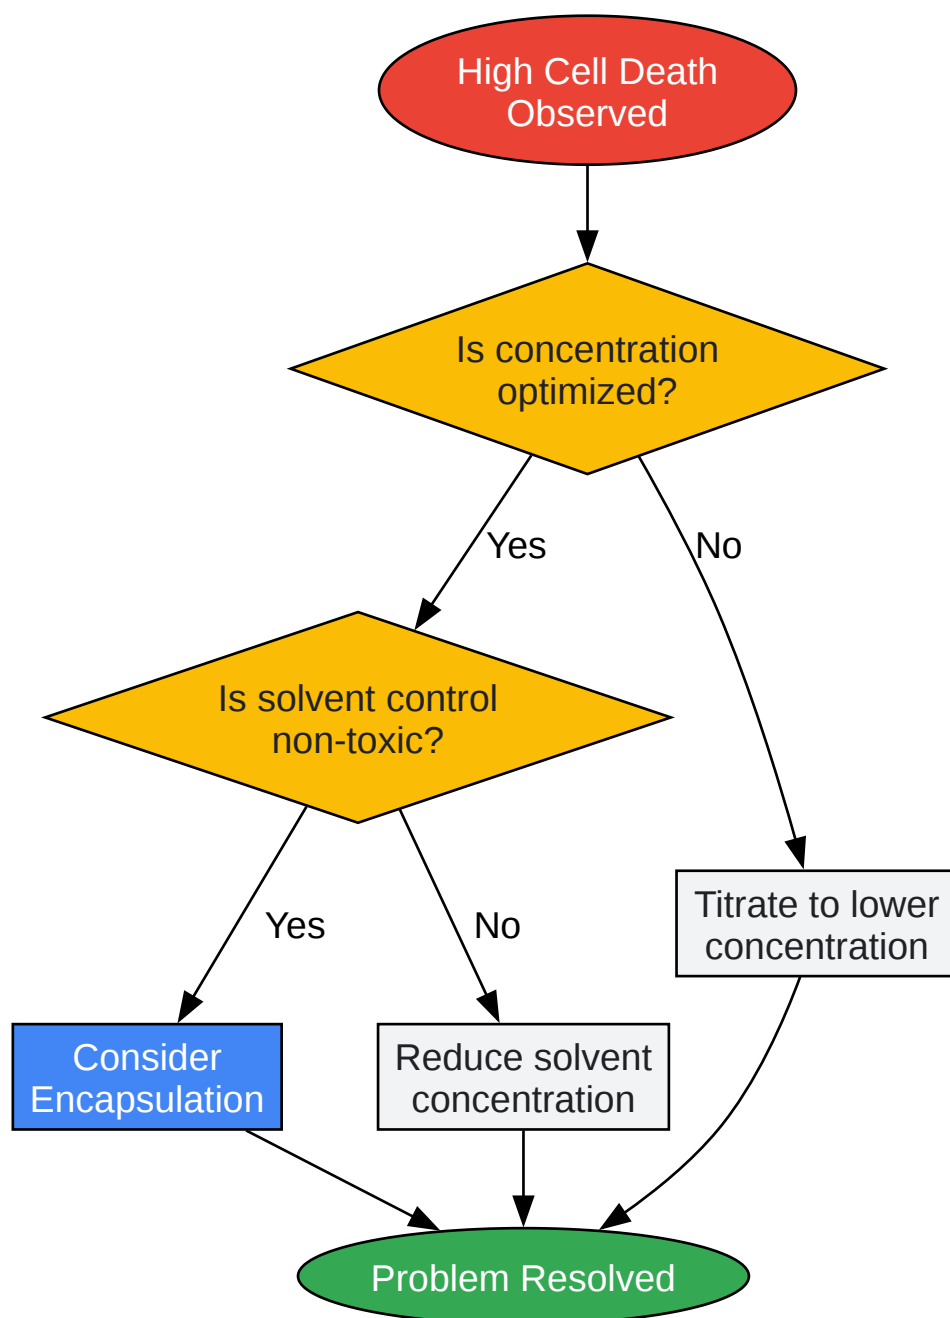 High Cell Death
Observed
Is concentration
optimized?
Yes
No
Is solvent control
non-toxic?
Yes
No
Titrate to lower
concentration
Consider
Encapsulation
Reduce solvent
concentration
Problem Resolved